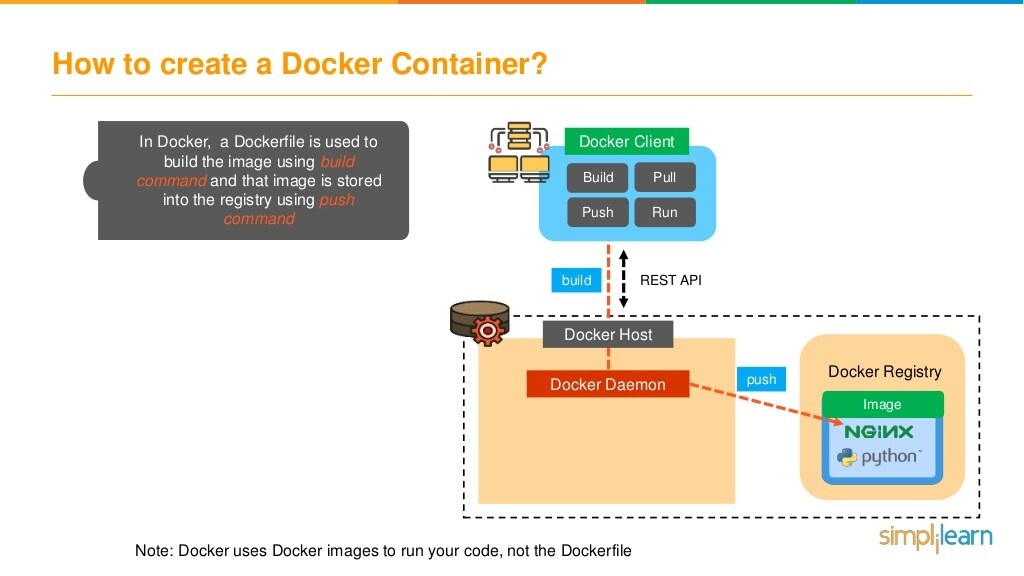 How to create a Docker Container?
In Docker, a Dockerfile is used to
build the image using build
command and that image is stored
into the registry using push
command
Docker Client
Build
Pull
Push
Run
build
REST API
Docker Host
Docker Daemon
push
Docker Registry
Image
NGINX
python
simplilearn
Note: Docker uses Docker images to run your code, not the Dockerfile